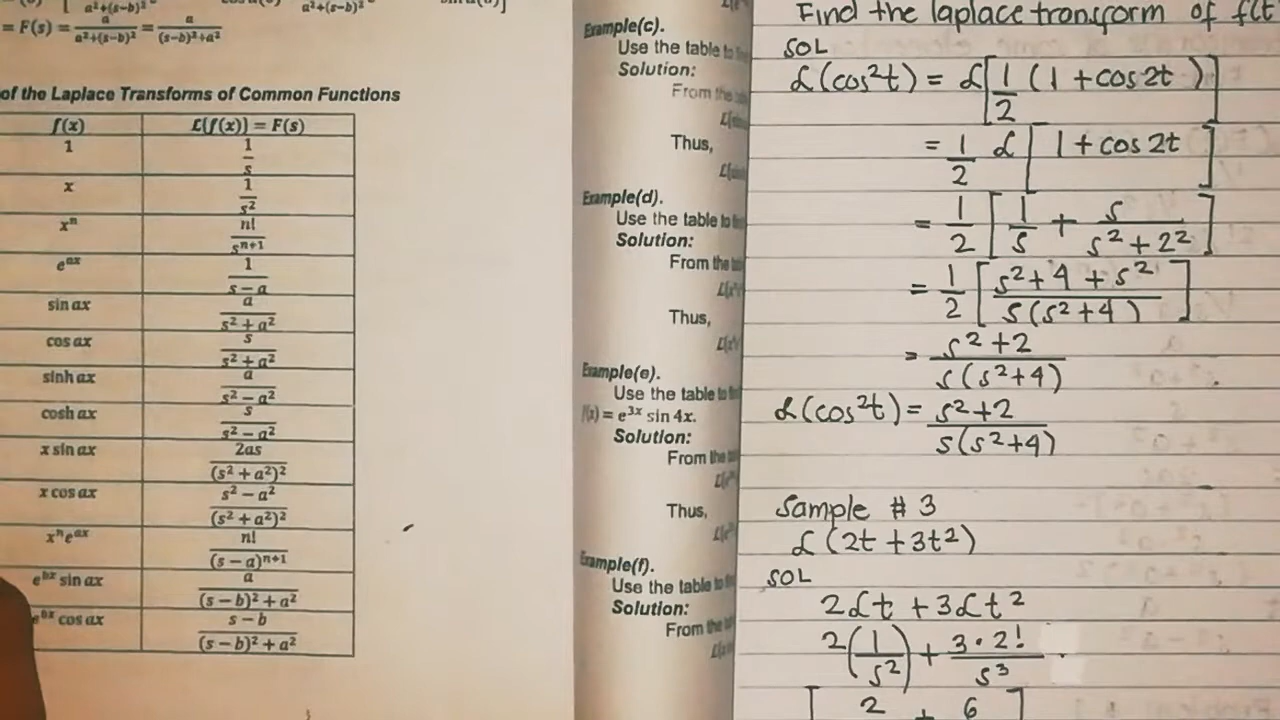 = F(s) = a/a²+(s−b)² = a/(s−b)²+a²
of the Laplace Transforms of Common Functions
f(x) ℒ{f(x)} = F(s)
1 1/s
x 1/s²
xⁿ n!/sⁿ⁺¹
eᵃˣ 1/s − a
sin ax a/s² + a²
cos ax s/s² + a²
sinh ax a/s² − a²
cosh ax s/s² − a²
x sin ax 2as/(s² + a²)²
x cos ax s² − a²/(s² + a²)²
xⁿeᵃˣ n!/(s − a)ⁿ⁺¹
eᵇˣ sin ax a/(s − b)² + a²
eᵇˣ cos ax s − b/(s − b)² + a²
Example(c).
Use the table to
Solution:
From the
Thus,
Example(d).
Use the table to
Solution:
From the
Thus,
Example(e).
Use the table to
f(x) = e³ˣ sin 4x.
Solution:
From the
Thus,
Example(f).
Use the table to
Solution:
From the
Find the laplace transform of f(t
SOL
ℒ(cos²t) = ℒ[1/2 (1 + cos 2t)]
= 1/2 ℒ[1 + cos 2t]
= 1/2 [1/s + s/s² + 2²]
= 1/2 [s² + 4 + s²/s(s² + 4)]
= s² + 2/s(s² + 4)
ℒ(cos²t) = s² + 2/s(s² + 4)
Sample # 3
ℒ(2t + 3t²)
SOL
2ℒt + 3ℒt²
2(1/s²) + 3·2!/s³
[2 + 6]